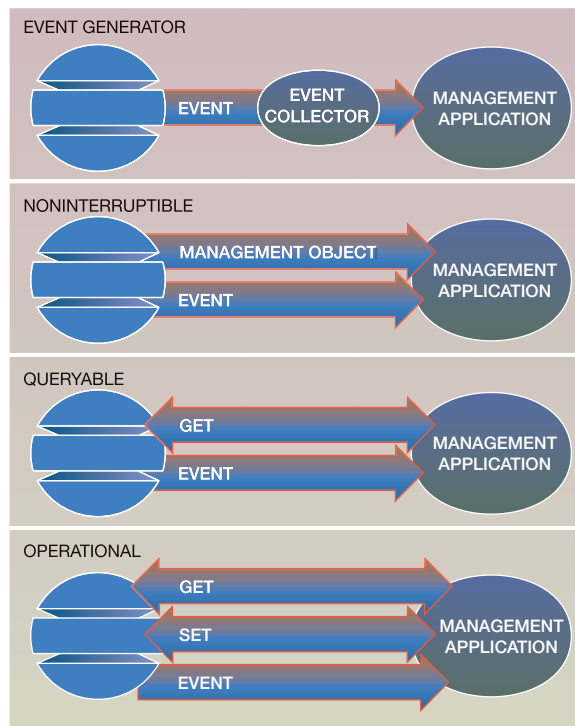 EVENT GENERATOR
EVENT
EVENT
COLLECTOR
MANAGEMENT
APPLICATION
NONINTERRUPTIBLE
MANAGEMENT OBJECT
EVENT
MANAGEMENT
APPLICATION
QUERYABLE
GET
EVENT
MANAGEMENT
APPLICATION
OPERATIONAL
GET
SET
EVENT
MANAGEMENT
APPLICATION